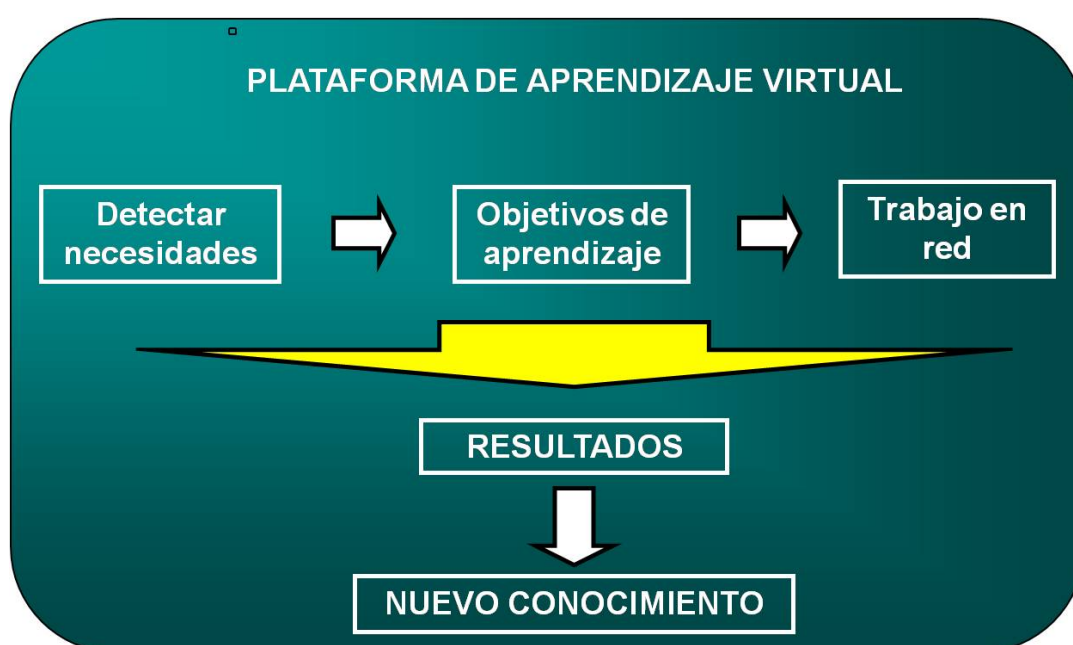 PLATAFORMA DE APRENDIZAJE VIRTUAL
Detectar
necesidades
Objetivos de
aprendizaje
Trabajo en
red
RESULTADOS
NUEVO CONOCIMIENTO